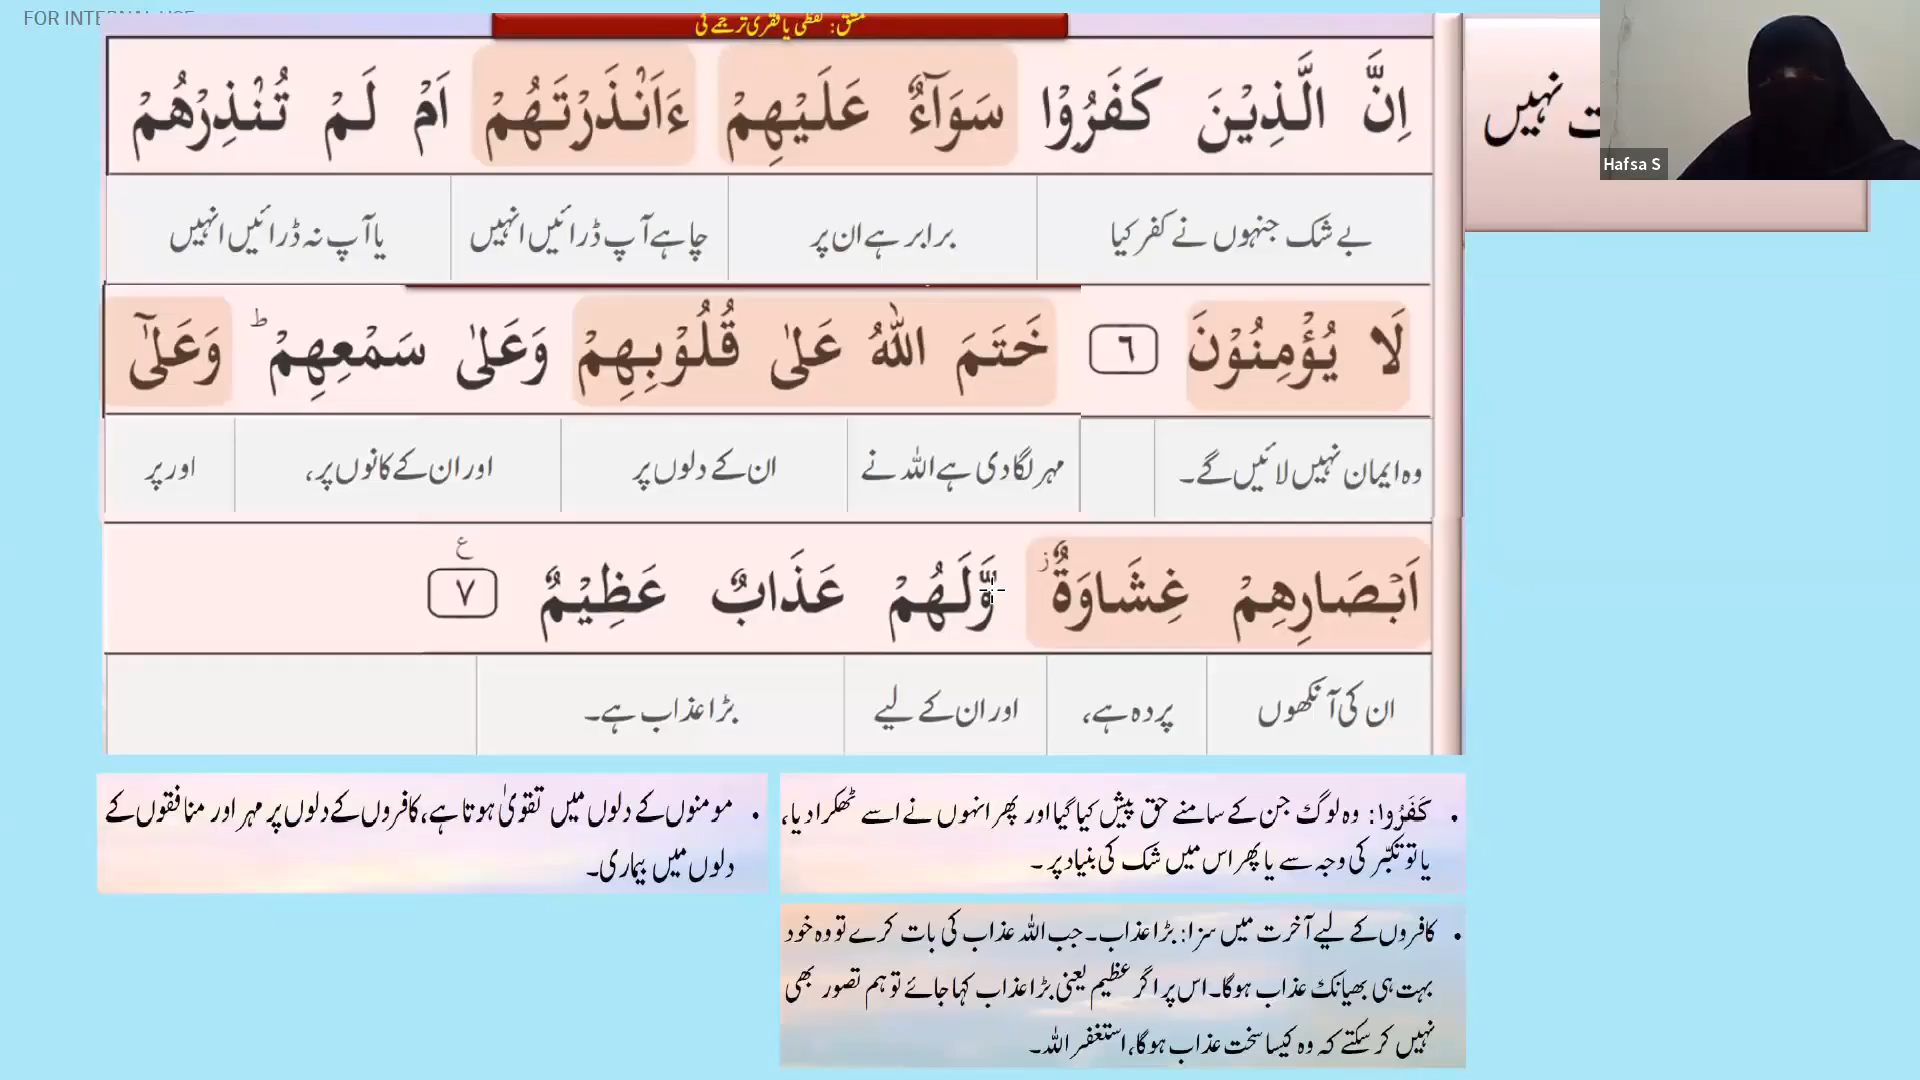 FOR INTERNAL USE
مشق: لفظی یا فقری ترجمے کی
اِنَّ الَّذِیْنَ کَفَرُوْا سَوَآءٌ عَلَیْہِمْ ءَاَنْذَرْتَہُمْ اَمْ لَمْ تُنْذِرْہُمْ
ت نہیں
Hafsa S
بے شک جنہوں نے کفر کیا برابر ہے ان پر چاہے آپ ڈرائیں انہیں یا آپ نہ ڈرائیں انہیں
لَا یُؤْمِنُوْنَ ٦ خَتَمَ اللّٰہُ عَلٰی قُلُوْبِہِمْ وَعَلٰی سَمْعِہِمْ ؕ وَعَلٰۤی
وہ ایمان نہیں لائیں گے۔ مہر لگا دی ہے اللہ نے ان کے دلوں پر اور ان کے کانوں پر، اور پر
اَبْصَارِہِمْ غِشَاوَۃٌ ز وَّلَہُمْ عَذَابٌ عَظِیْمٌ ٧ ع
ان کی آنکھوں پردہ ہے، اور ان کے لیے بڑا عذاب ہے۔
• کَفَرُوا: وہ لوگ جن کے سامنے حق پیش کیا گیا اور پھر انہوں نے اسے ٹھکرا دیا،
یا تو تکبّر کی وجہ سے یا پھر اس میں شک کی بنیاد پر ۔
• مومنوں کے دلوں میں تقویٰ ہوتا ہے، کافروں کے دلوں پر مہر اور منافقوں کے
دلوں میں بیماری۔
• کافروں کے لیے آخرت میں سزا: بڑا عذاب۔ جب اللہ عذاب کی بات کرے تو وہ خود
بہت ہی بھیانک عذاب ہوگا۔ اس پر اگر عظیم یعنی بڑا عذاب کہا جائے تو ہم تصور بھی
نہیں کر سکتے کہ وہ کیسا سخت عذاب ہوگا، استغفر اللہ۔